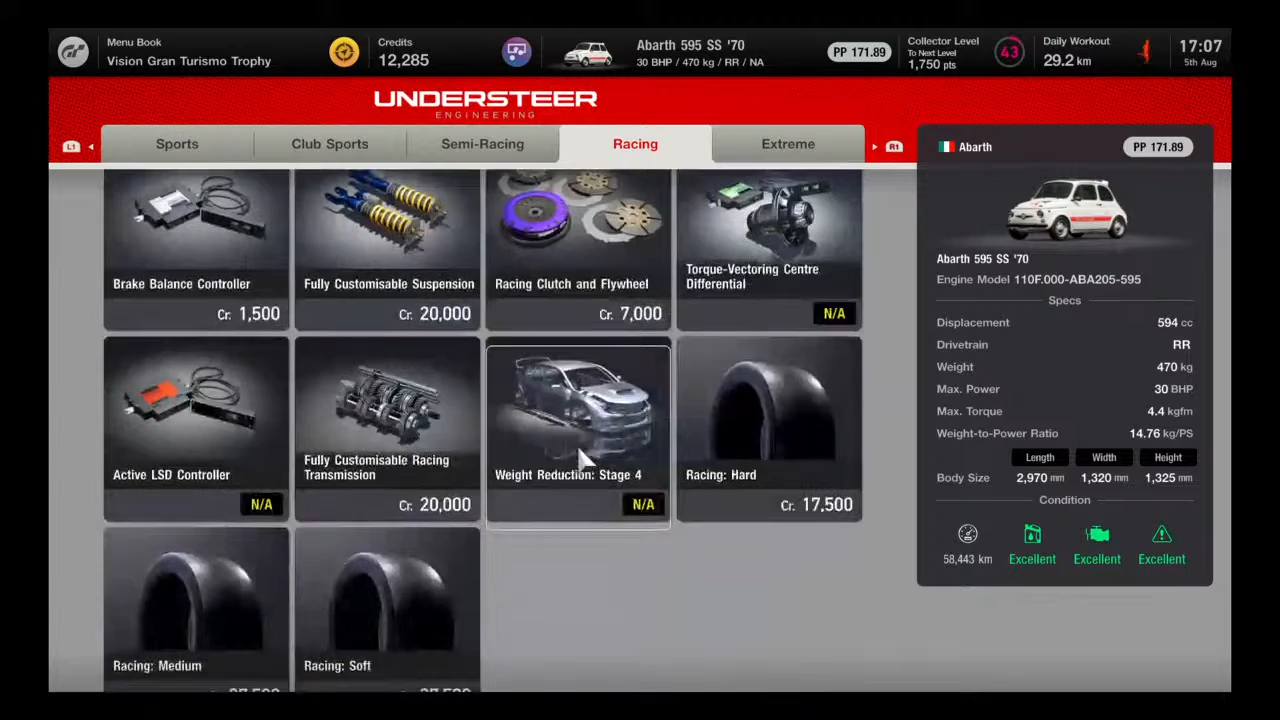 Menu Book
Vision Gran Turismo Trophy
Credits
12,285
Abarth 595 SS '70
30 BHP / 470 kg / RR / NA
PP 171.89
Collector Level
To Next Level
1,750 pts
43
Daily Workout
29.2 km
17:07
5th Aug
UNDERSTEER
ENGINEERING
L1
Sports
Club Sports
Semi-Racing
Racing
Extreme
R1
Brake Balance Controller
Cr. 1,500
Fully Customisable Suspension
Cr. 20,000
Racing Clutch and Flywheel
Cr. 7,000
Torque-Vectoring Centre
Differential
N/A
Active LSD Controller
N/A
Fully Customisable Racing
Transmission
Cr. 20,000
Weight Reduction: Stage 4
N/A
Racing: Hard
Cr. 17,500
Racing: Medium
Racing: Soft
Abarth
PP 171.89
Abarth 595 SS '70
Engine Model 110F.000-ABA205-595
Specs
Displacement 594 cc
Drivetrain RR
Weight 470 kg
Max. Power 30 BHP
Max. Torque 4.4 kgfm
Weight-to-Power Ratio 14.76 kg/PS
Length Width Height
Body Size 2,970 mm 1,320 mm 1,325 mm
Condition
58,443 km Excellent Excellent Excellent